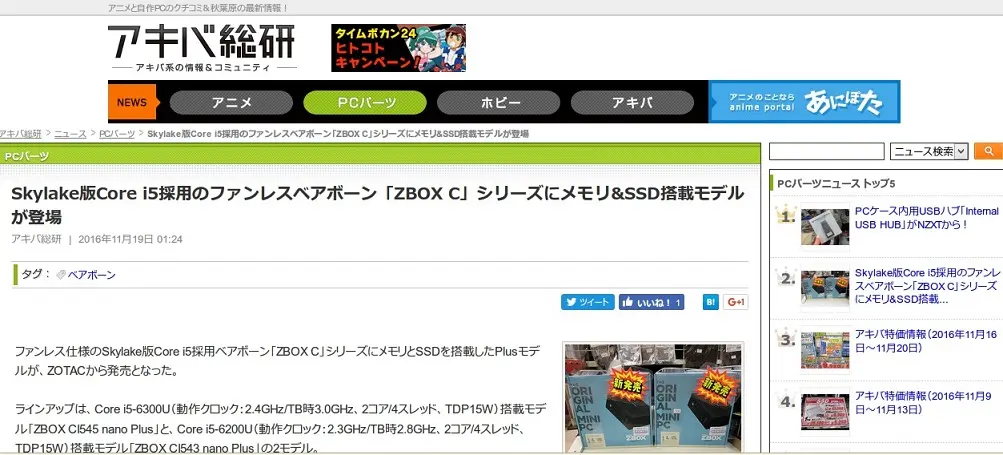 アニメと自作PCのクチコミ&秋葉原の最新情報!
アキバ総研
アキバ系の情報&コミュニティ
タイムボカン24
ヒトコト
キャンペーン!
NEWS
アニメ
PCパーツ
ホビー
アキバ
アニメのことなら
anime portal
あにぽた
アキバ総研 > ニュース > PCパーツ > Skylake版Core i5採用のファンレスベアボーン「ZBOX C」シリーズにメモリ&SSD搭載モデルが登場
PCパーツ
Skylake版Core i5採用のファンレスベアボーン「ZBOX C」シリーズにメモリ&SSD搭載モデル
が登場
アキバ総研 | 2016年11月19日 01:24
タグ: ベアボーン
ツイート
いいね! 1
B!
G+1
ファンレス仕様のSkylake版Core i5採用ベアボーン「ZBOX C」シリーズにメモリとSSDを搭載したPlusモデ
ルが、ZOTACから発売となった。
ラインアップは、Core i5-6300U(動作クロック:2.4GHz/TB時3.0GHz、2コア/4スレッド、TDP15W)搭載モデ
ル「ZBOX CI545 nano Plus」と、Core i5-6200U(動作クロック:2.3GHz/TB時2.8GHz、2コア/4スレッド、
TDP15W)搭載モデル「ZBOX CI543 nano Plus」の2モデル。
新発売
新発売
ORIGINAL
MINI
PC
ZBOX
ORIGINAL
MINI
PC
ZBOX
ニュース検索
PCパーツニュース トップ5
1.
PCケース内用USBハブ「Internal
USB HUB」がNZXTから!
2.
Skylake版Core i5採用のファンレ
スベアボーン「ZBOX C」シリーズ
にメモリ&SSD搭載...
3.
アキバ特価情報(2016年11月16
日〜11月20日)
4.
アキバ特価情報(2016年11月9
日〜11月13日)